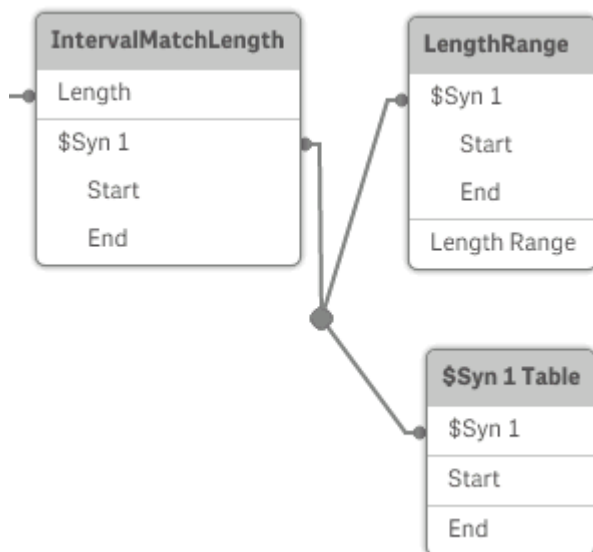 IntervalMatchLength
Length
$Syn 1
Start
End
LengthRange
$Syn 1
Start
End
Length Range
$Syn 1 Table
$Syn 1
Start
End